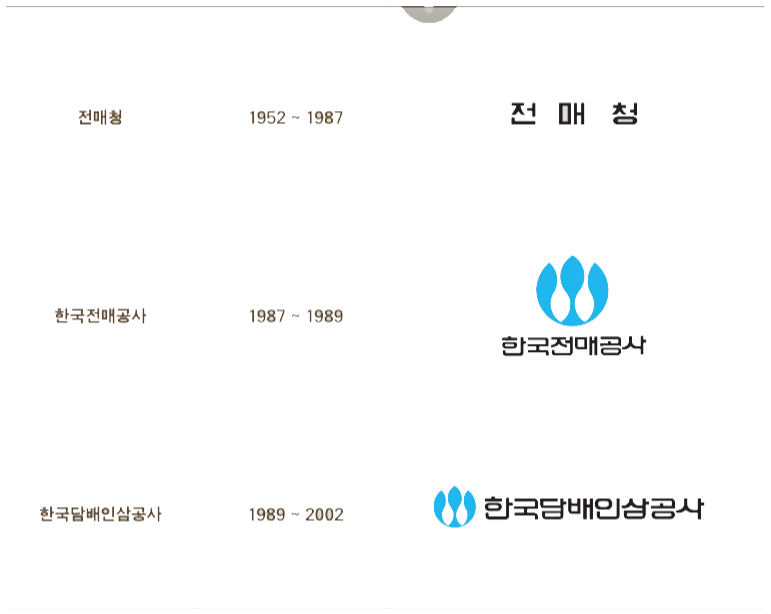 전매청 1952 ~ 1987 전 매 청
한국전매공사 1987 ~ 1989 한국전매공사
한국담배인삼공사 1989 ~ 2002 한국담배인삼공사